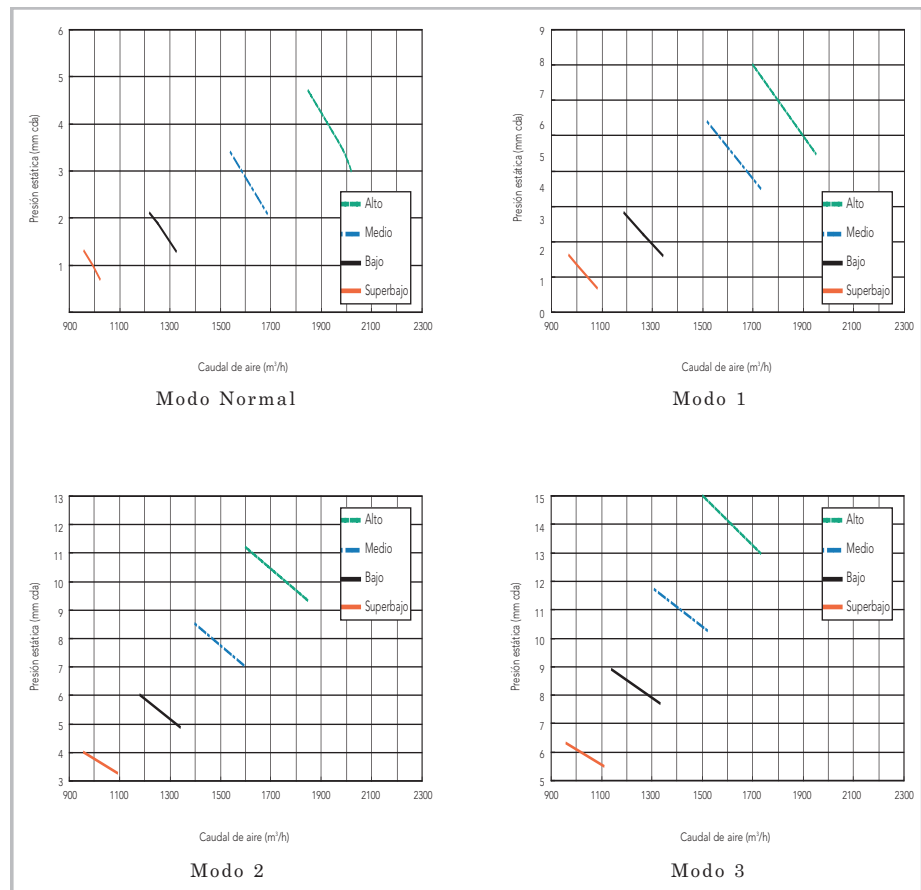 6
5
4
3
2
1
Presión estática (mm cda)
Alto
Medio
Bajo
Superbajo
900 1100 1300 1500 1700 1900 2100 2300
Caudal de aire (m³/h)
Modo Normal
9
8
7
6
5
4
3
2
1
0
Presión estática (mm cda)
Alto
Medio
Bajo
Superbajo
900 1100 1300 1500 1700 1900 2100 2300
Caudal de aire (m³/h)
Modo 1
13
12
11
10
9
8
7
6
5
4
3
Presión estática (mm cda)
Alto
Medio
Bajo
Superbajo
900 1100 1300 1500 1700 1900 2100 2300
Caudal de aire (m³/h)
Modo 2
15
14
13
12
11
10
9
8
7
6
5
Presión estática (mm cda)
Alto
Medio
Bajo
Superbajo
900 1100 1300 1500 1700 1900 2100 2300
Caudal de aire (m³/h)
Modo 3